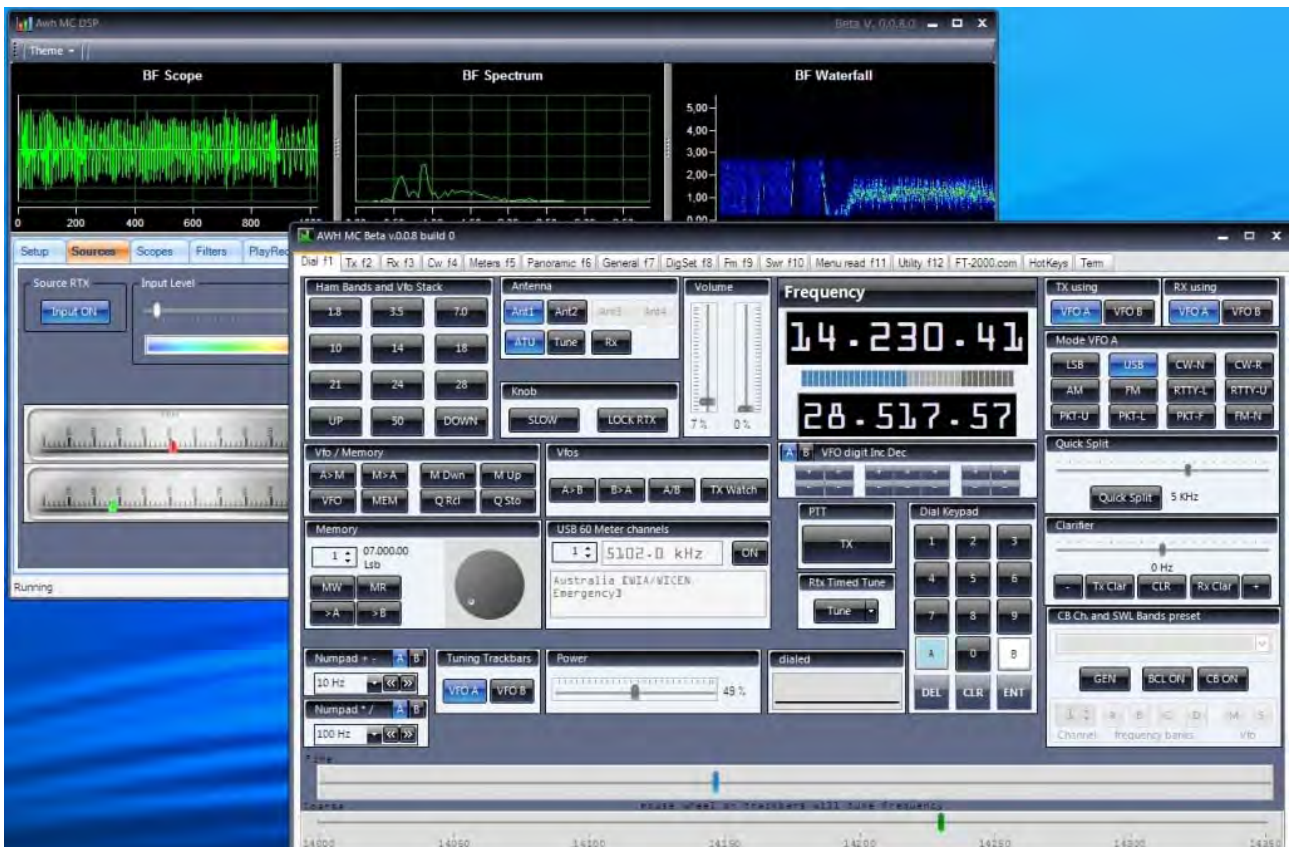 Awh MC DSP
Beta V. 0.0.8.0
Theme
BF Scope
BF Spectrum
BF Waterfall
5,00
4,00
3,00
2,00
1,00
0,00
0 200 400 600 800
Setup Sources Scopes Filters PlayRec
Source RTX
Input ON
Input Level
Running
AWH MC Beta v.0.0.8 build 0
Dial f1 Tx f2 Rx f3 Cw f4 Meters f5 Panoramic f6 General f7 DigSet f8 Fm f9 Swr f10 Menu read f11 Utility f12 FT-2000.com HotKeys Term
Ham Bands and Vfo Stack
1.8 3.5 7.0
10 14 18
21 24 28
UP 50 DOWN
Antenna
Ant1 Ant2 Ant3 Ant4
ATU Tune Rx
Knob
SLOW LOCK RTX
Volume
7% 0%
Frequency
14.230.41
28.517.57
A B VFO digit Inc Dec
TX using
VFO A VFO B
RX using
VFO A VFO B
Mode VFO A
LSB USB CW-N CW-R
AM FM RTTY-L RTTY-U
PKT-U PKT-L PKT-F FM-N
Quick Split
Quick Split 5 KHz
Clarifier
0 Hz
- Tx Clar CLR Rx Clar +
CB Ch. and SWL Bands preset
GEN BCL ON CB ON
1 A B C D M S
Channel frequency banks Vfo
Vfo / Memory
A>M M>A M Dwn M Up
VFO MEM Q Rcl Q Sto
Vfos
A>B B>A A/B TX Watch
Memory
1 07.000.00
Lsb
MW MR
>A >B
USB 60 Meter channels
1 5102.0 kHz ON
Australia [WIA/WICEN
Emergency]
PTT
TX
Rtx Timed Tune
Tune
Dial Keypad
1 2 3
4 5 6
7 8 9
A 0 B
DEL CLR ENT
Numpad + - A B
10 Hz << >>
Numpad * / A B
100 Hz << >>
Tuning Trackbars
VFO A VFO B
Power
49 %
dialed
Fine
Coarse
mouse wheel on trackbars will tune frequency
14000 14050 14100 14150 14200 14250 14300 14350